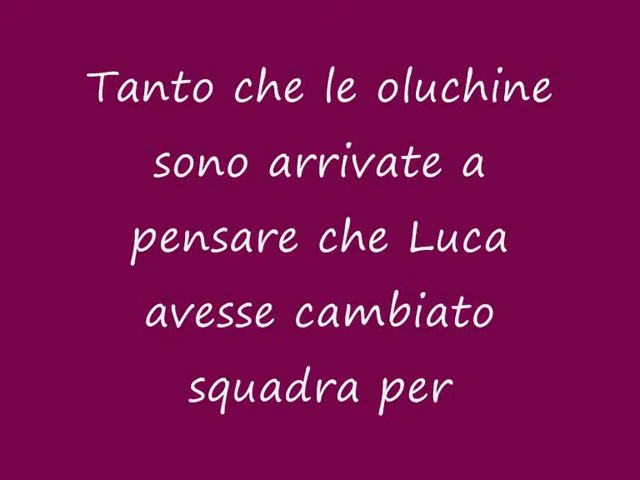 Tanto che le oluchine
sono arrivate a
pensare che Luca
avesse cambiato
squadra per